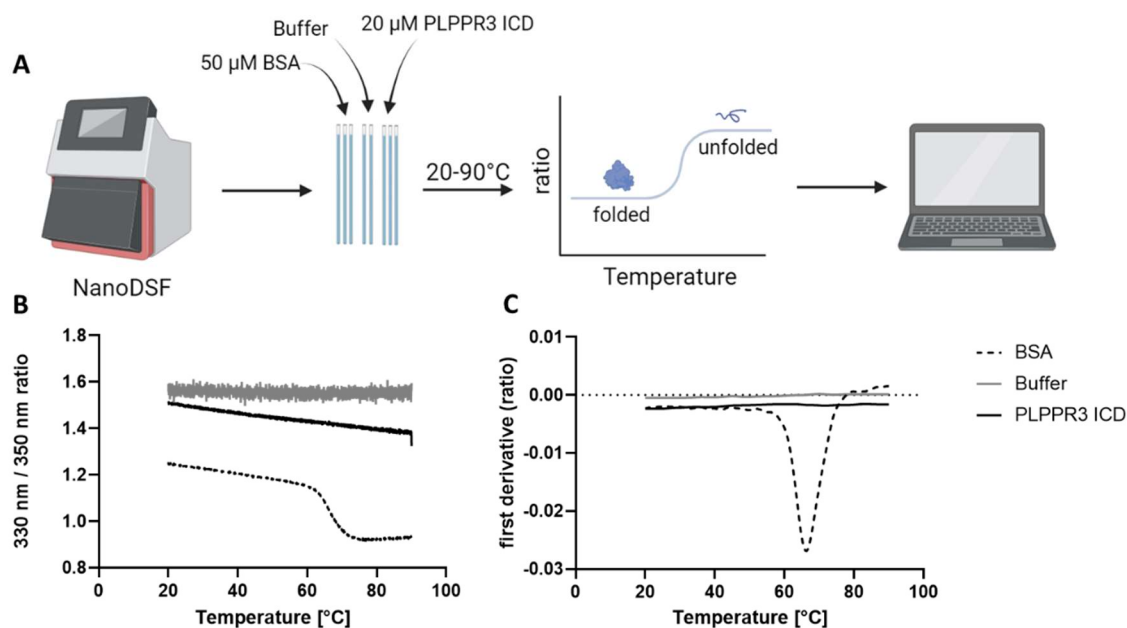 A
50 µM BSA
Buffer
20 µM PLPPR3 ICD
NanoDSF
20-90°C
ratio
folded
unfolded
Temperature
B
330 nm / 350 nm ratio
1.8
1.6
1.4
1.2
1.0
0.8
0
20
40
60
80
100
Temperature [°C]
C
first derivative (ratio)
0.01
0.00
-0.01
-0.02
-0.03
0
20
40
60
80
100
Temperature [°C]
BSA
Buffer
PLPPR3 ICD